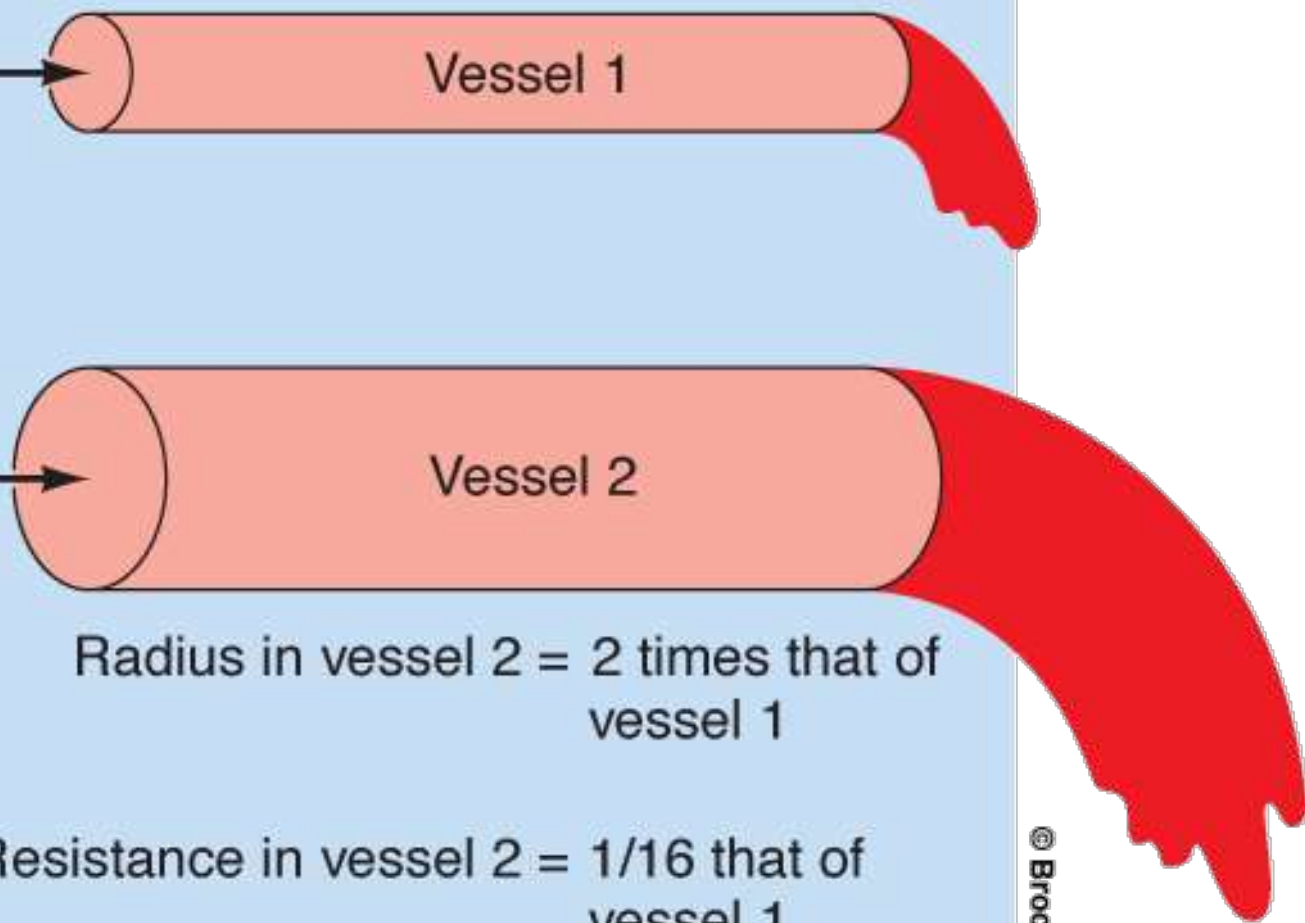 Vessel 1
Vessel 2
Radius in vessel 2 = 2 times that of
vessel 1
Resistance in vessel 2 = 1/16 that of
vessel 1
©